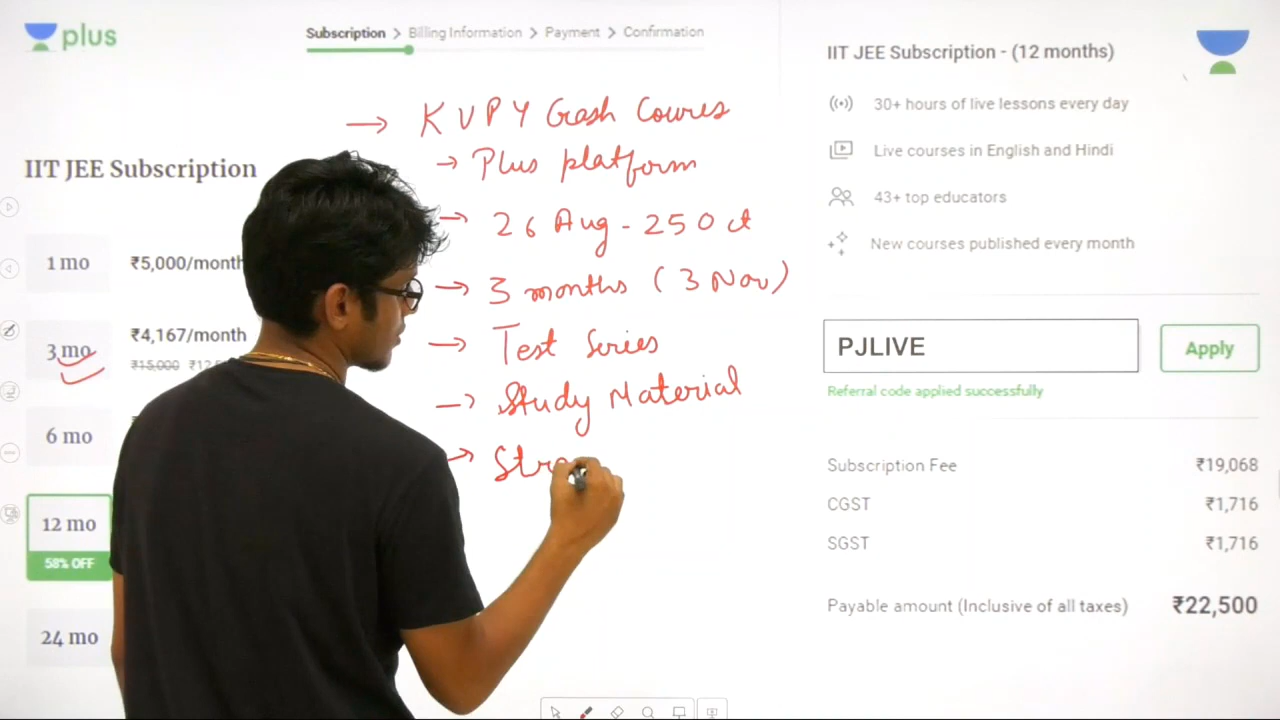 plus
Subscription > Billing Information > Payment > Confirmation
IIT JEE Subscription
1 mo ₹5,000/month
3 mo ₹4,167/month
₹15,000
6 mo
12 mo
58% OFF
24 mo
→ KVPY Crash Courses
→ Plus platform
→ 26 Aug - 25 Oct
→ 3 months (3 Nov)
→ Test Series
→ Study Material
IIT JEE Subscription - (12 months)
30+ hours of live lessons every day
Live courses in English and Hindi
43+ top educators
New courses published every month
PJLIVE Apply
Referral code applied successfully
Subscription Fee ₹19,068
CGST ₹1,716
SGST ₹1,716
Payable amount (Inclusive of all taxes) ₹22,500